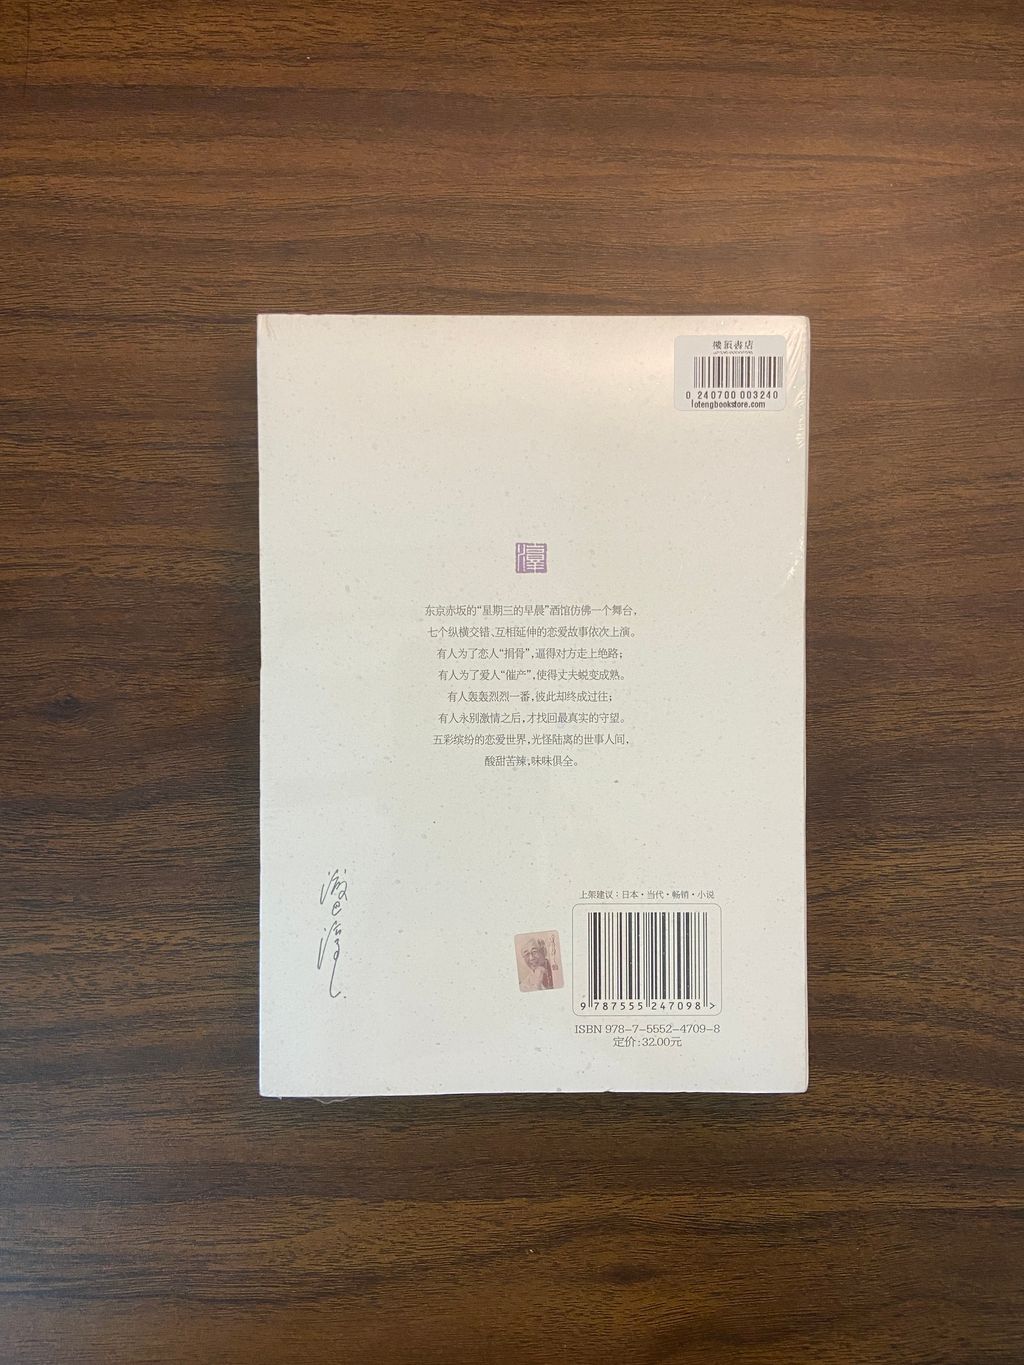 樓頂書店
0 240700 003240
lotengbookstore.com
淳
东京赤坂的“星期三的早晨”酒馆仿佛一个舞台，
七个纵横交错、互相延伸的恋爱故事依次上演。
有人为了恋人“捐骨”，逼得对方走上绝路；
有人为了爱人“催产”，使得丈夫蜕变成熟。
有人轰轰烈烈一番，彼此却终成过往；
有人永别激情之后，才找回最真实的守望。
五彩缤纷的恋爱世界，光怪陆离的世事人间，
酸甜苦辣，味味俱全。
上架建议：日本·当代·畅销·小说
9 787555 247098 >
ISBN 978-7-5552-4709-8
定价：32.00元